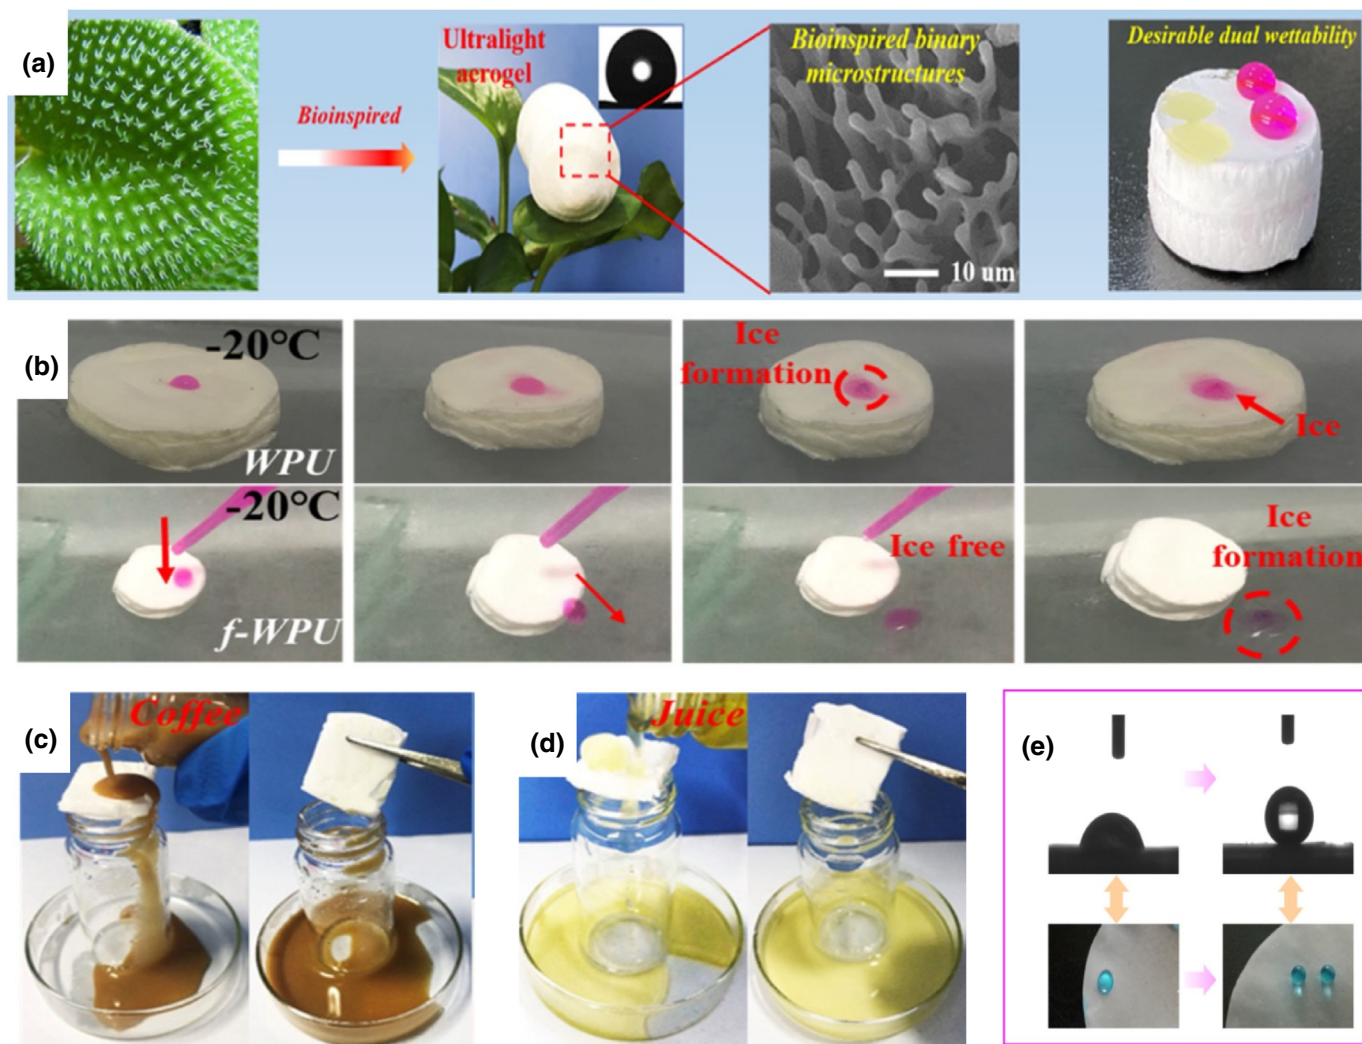 (a)
Bioinspired
Ultralight
aerogel
Bioinspired binary
microstructures
10 um
Desirable dual wettability
(b)
-20°C
WPU
Ice
formation
Ice
-20°C
f-WPU
Ice free
Ice
formation
(c)
Coffee
(d)
Juice
(e)